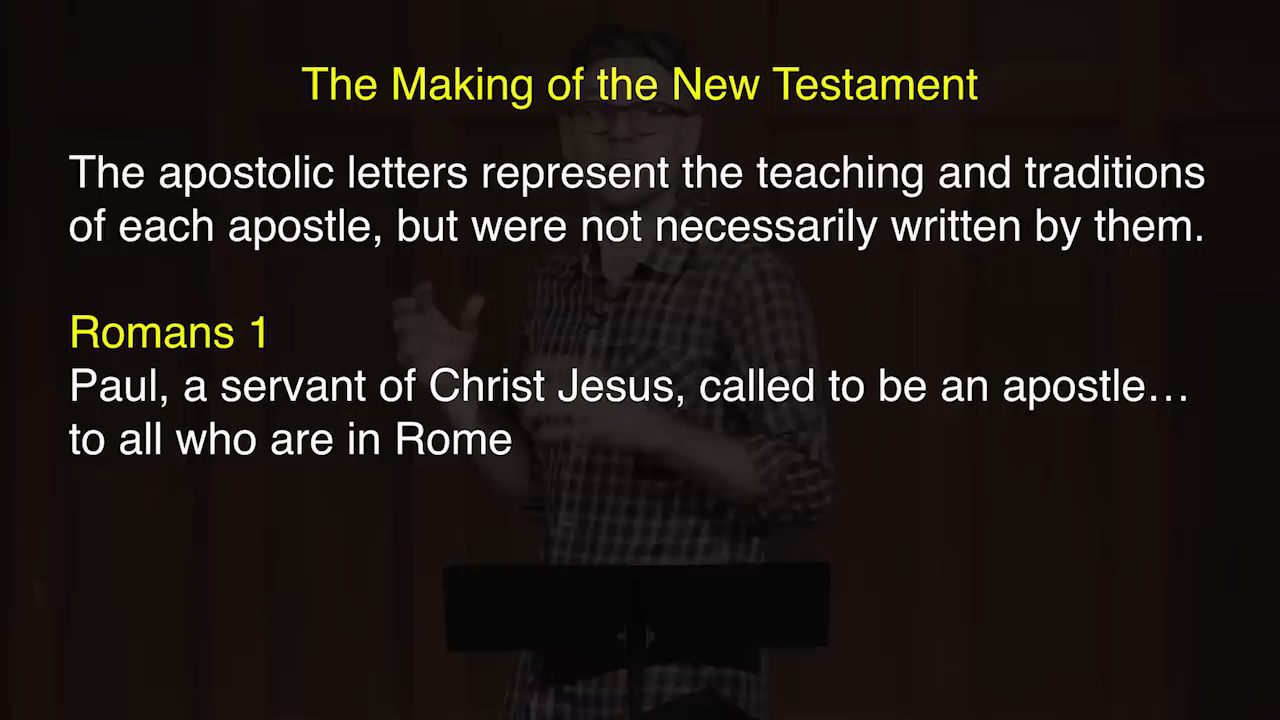 The Making of the New Testament
The apostolic letters represent the teaching and traditions
of each apostle, but were not necessarily written by them.
Romans 1
Paul, a servant of Christ Jesus, called to be an apostle…
to all who are in Rome